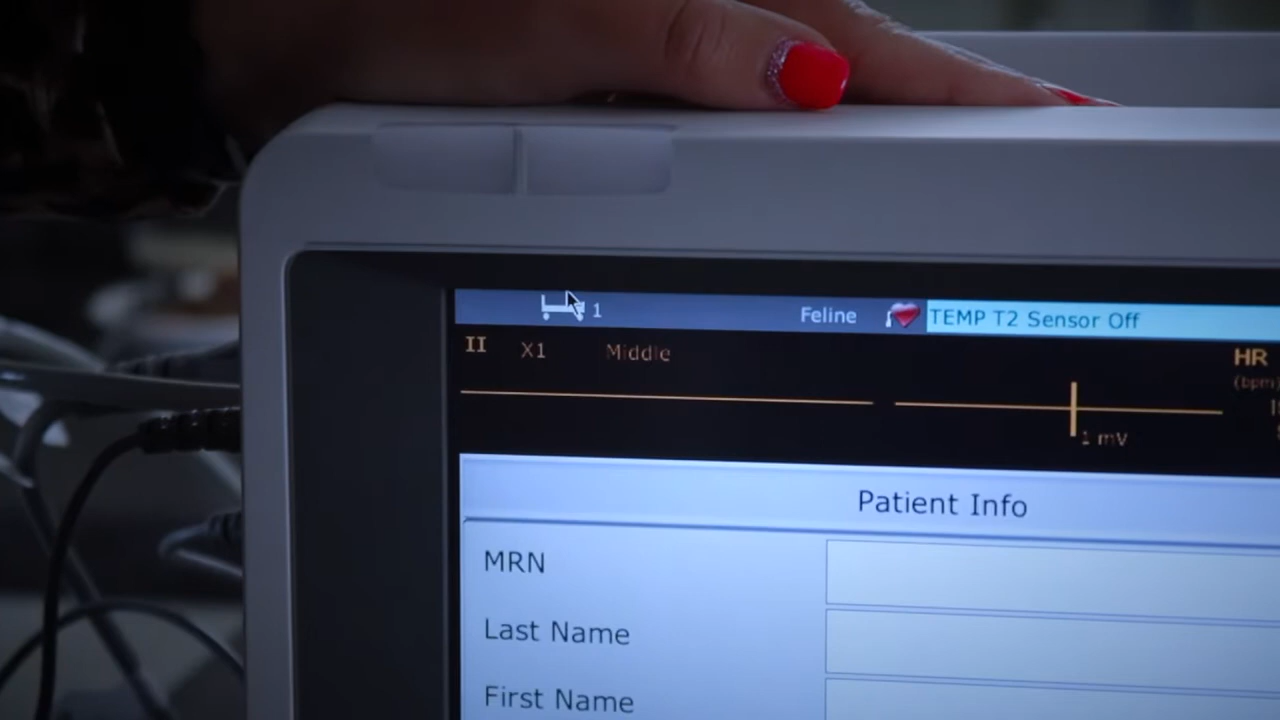 1 Feline TEMP T2 Sensor Off
II X1 Middle HR
(bpm)
1 mV
Patient Info
MRN
Last Name
First Name